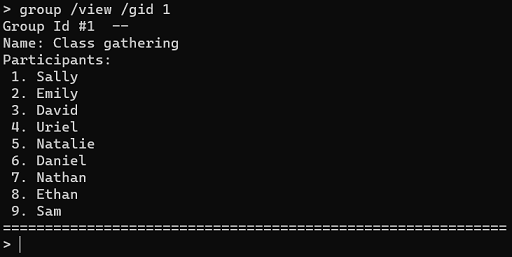 > group /view /gid 1
Group Id #1  --
Name: Class gathering
Participants:
 1. Sally
 2. Emily
 3. David
 4. Uriel
 5. Natalie
 6. Daniel
 7. Nathan
 8. Ethan
 9. Sam
============================================================
>